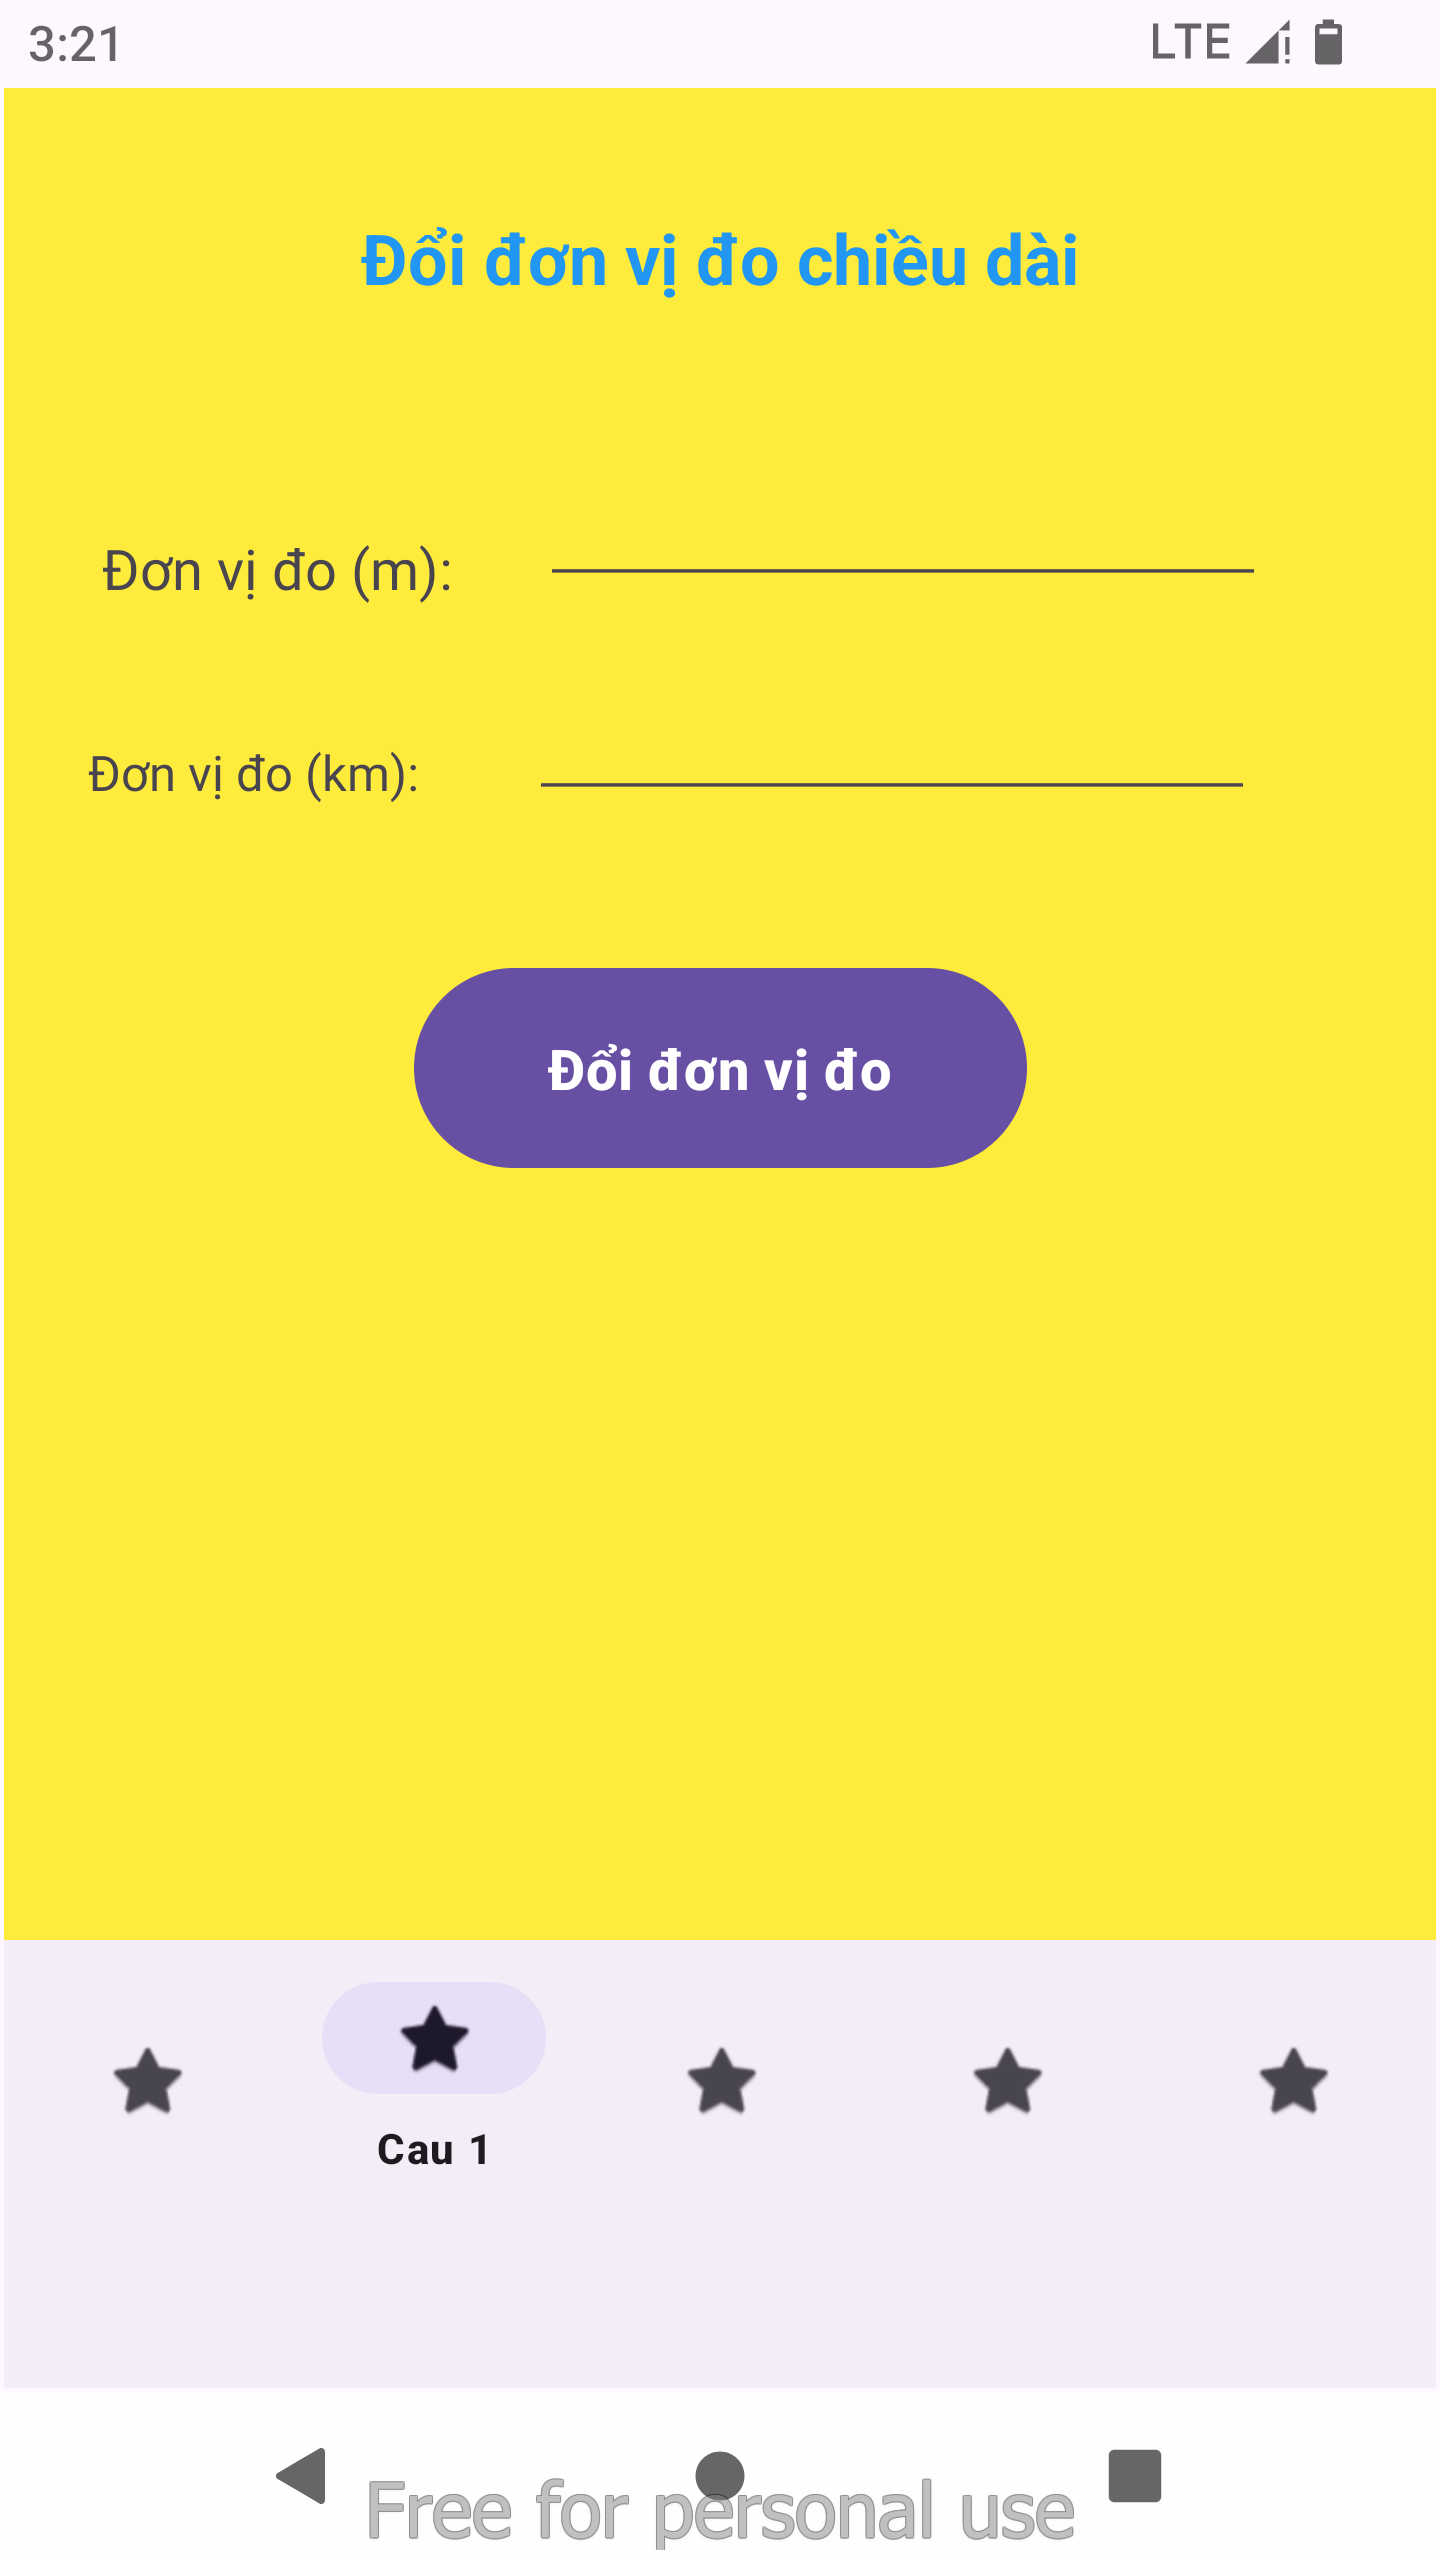 3:21 LTE
Đổi đơn vị đo chiều dài
Đơn vị đo (m):
Đơn vị đo (km):
Đổi đơn vị đo
Cau 1
Free for personal use